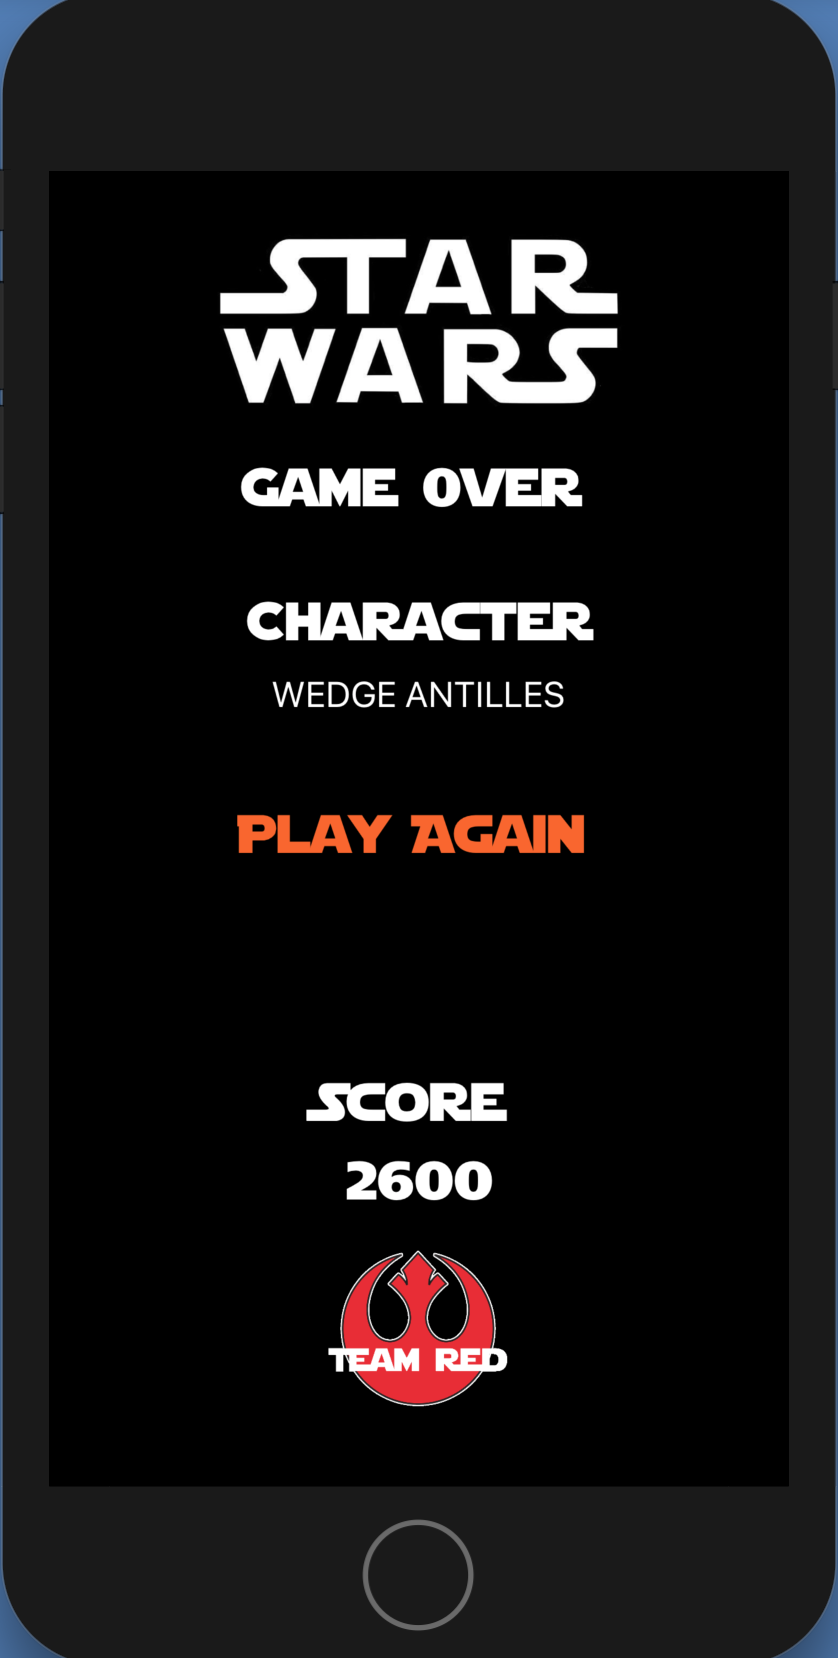 STAR
WARS
GAME OVER
CHARACTER
WEDGE ANTILLES
PLAY AGAIN
SCORE
2600
TEAM RED